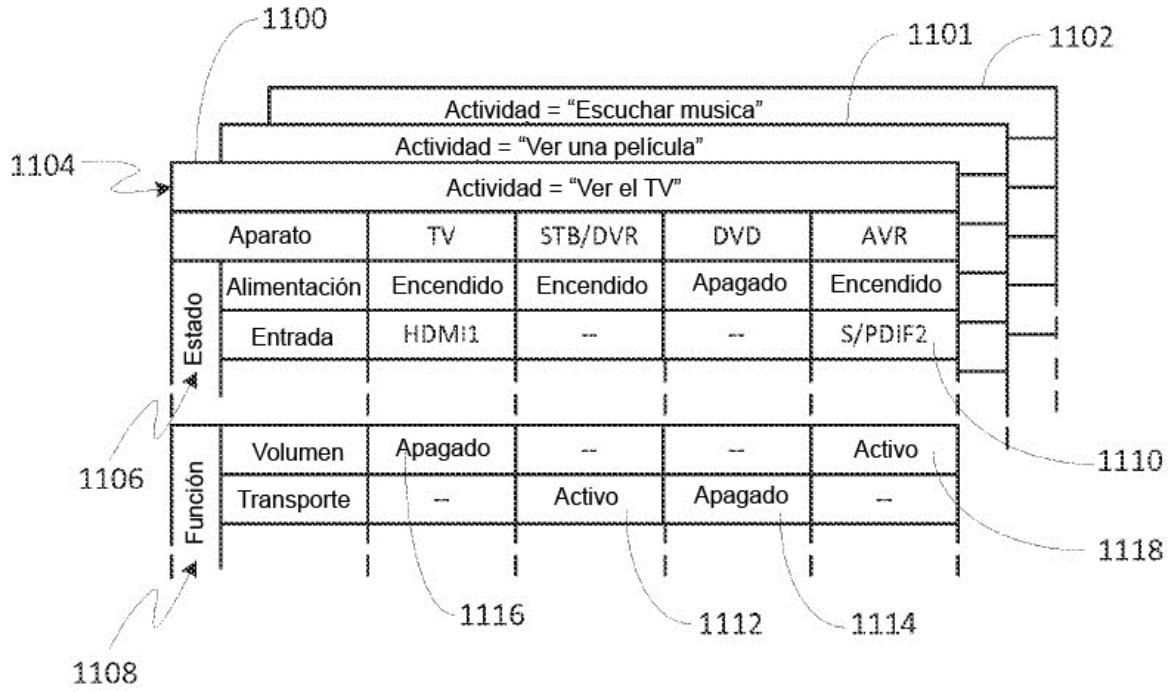 1100
1101
1102
Actividad = “Escuchar musica”
Actividad = “Ver una película”
1104
Actividad = “Ver el TV”
Aparato TV STB/DVR DVD AVR
Estado
Alimentación Encendido Encendido Apagado Encendido
Entrada HDMI1 -- -- S/PDIF2
Función
Volumen Apagado -- -- Activo
1106
1110
Transporte -- Activo Apagado --
1118
1116
1112
1114
1108